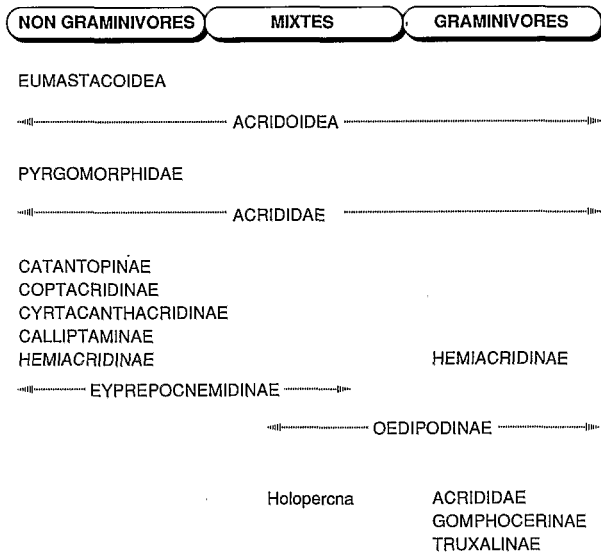 NON GRAMINIVORES MIXTES GRAMINIVORES
EUMASTACOIDEA
ACRIDOIDEA
PYRGOMORPHIDAE
ACRIDIDAE
CATANTOPINAE
COPTACRIDINAE
CYRTACANTHACRIDINAE
CALLIPTAMINAE
HEMIACRIDINAE HEMIACRIDINAE
EYPREPOCNEMIDINAE
OEDIPODINAE
Holopercna ACRIDIDAE
GOMPHOCERINAE
TRUXALINAE